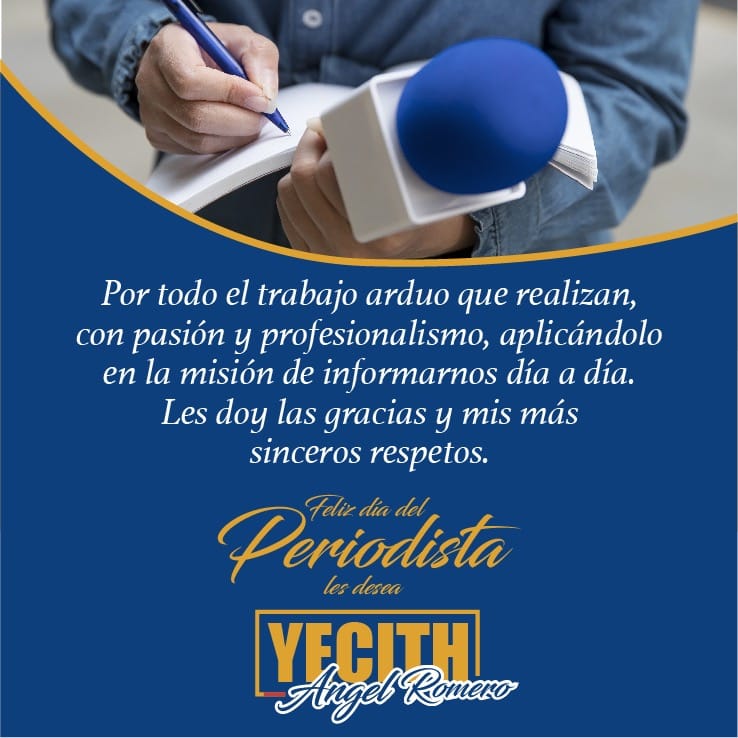 Por todo el trabajo arduo que realizan,
con pasión y profesionalismo, aplicándolo
en la misión de informarnos día a día.
Les doy las gracias y mis más
sinceros respetos.
Feliz día del
Periodista
les desea
YECITH
Angel Romero